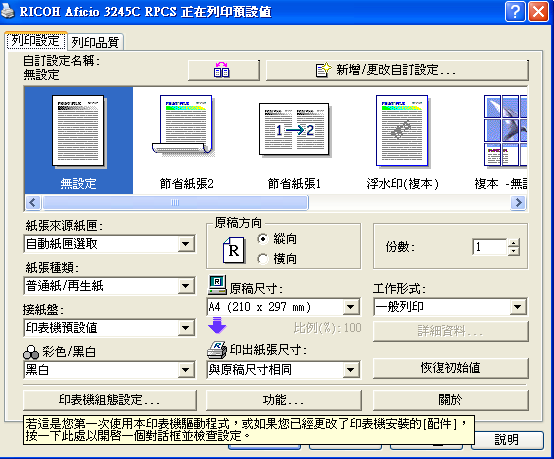 RICOH Aficio 3245C RPCS 正在列印預設値
列印設定 列印品質
自訂設定名稱:
無設定
新增/更改自訂設定...
1 2
無設定 節省紙張2 節省紙張1 浮水印(複本) 複本 -無
紙張來源紙匣:
自動紙匣選取
紙張種類:
普通紙/再生紙
接紙盤:
印表機預設値
彩色/黑白
黑白
原稿方向
R
縱向
橫向
原稿尺寸:
A4 (210 x 297 mm)
比例(%):100
印出紙張尺寸:
與原稿尺寸相同
份數: 1
工作形式:
一般列印
詳細資料...
恢復初始値
印表機組態設定... 功能... 關於
若這是您第一次使用本印表機驅動程式，或如果您已經更改了印表機安裝的[配件]，
按一下此處以開啓一個對話框並檢查設定。
說明